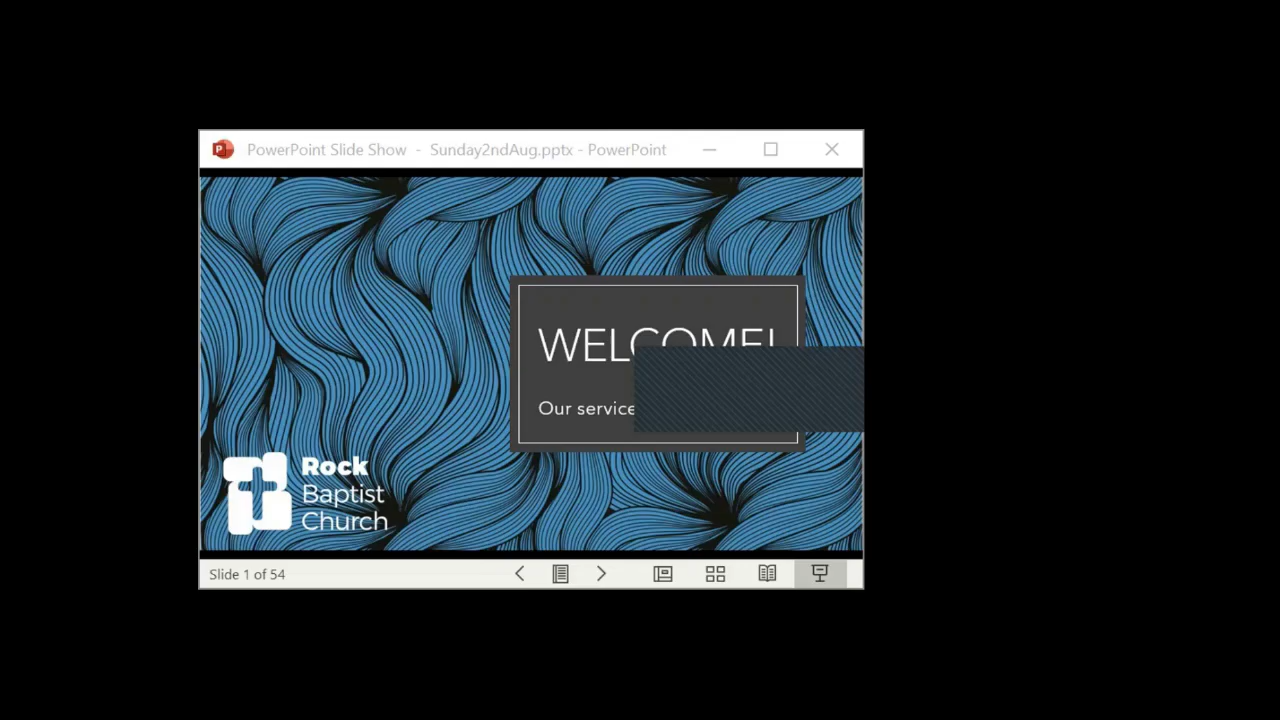 PowerPoint Slide Show - Sunday2ndAug.pptx - PowerPoint
WELCOME!
Our service
Rock
Baptist
Church
Slide 1 of 54